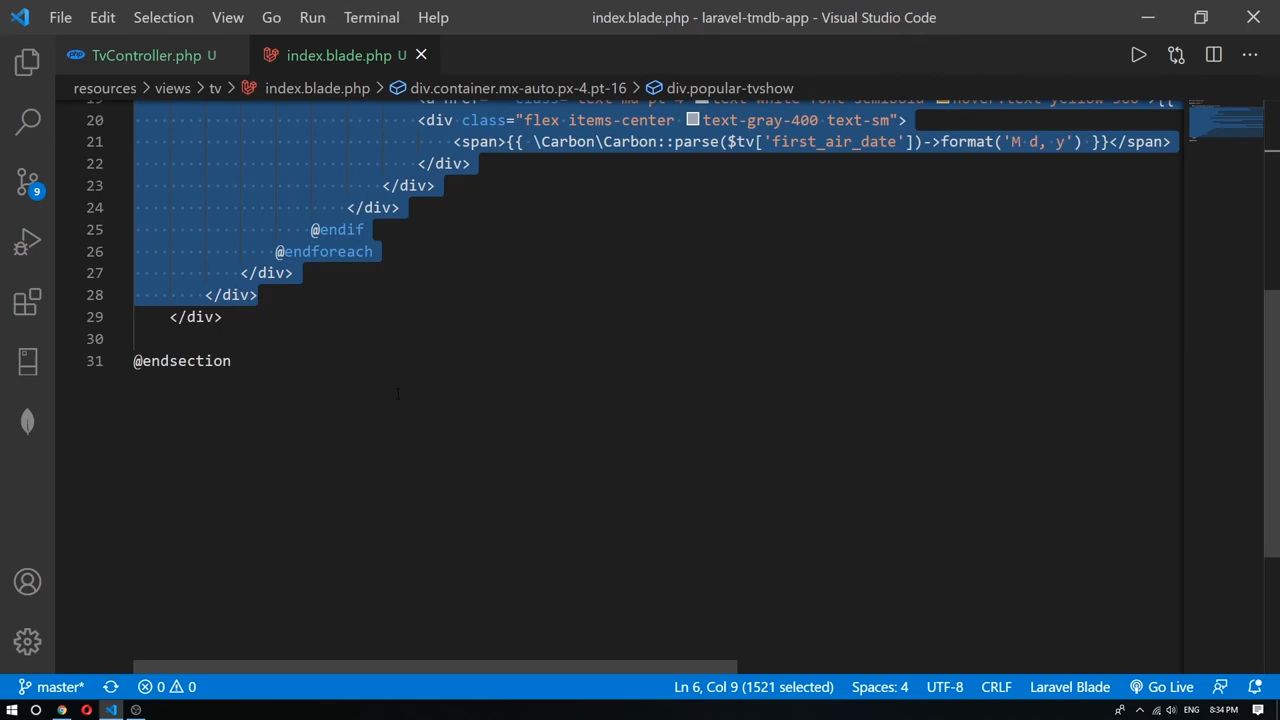 File Edit Selection View Go Run Terminal Help index.blade.php - laravel-tmdb-app - Visual Studio Code
TvController.php U index.blade.php U
resources > views > tv > index.blade.php > div.container.mx-auto.px-4.pt-16 > div.popular-tvshow
20 <div class="flex items-center text-gray-400 text-sm">
21 <span>{{ \Carbon\Carbon::parse($tv['first_air_date'])->format('M d, y') }}</span>
22 </div>
23 </div>
24 </div>
25 @endif
26 @endforeach
27 </div>
28 </div>
29 </div>
30
31 @endsection
9
master* 0 0 Ln 6, Col 9 (1521 selected) Spaces: 4 UTF-8 CRLF Laravel Blade Go Live
ENG 8:34 PM